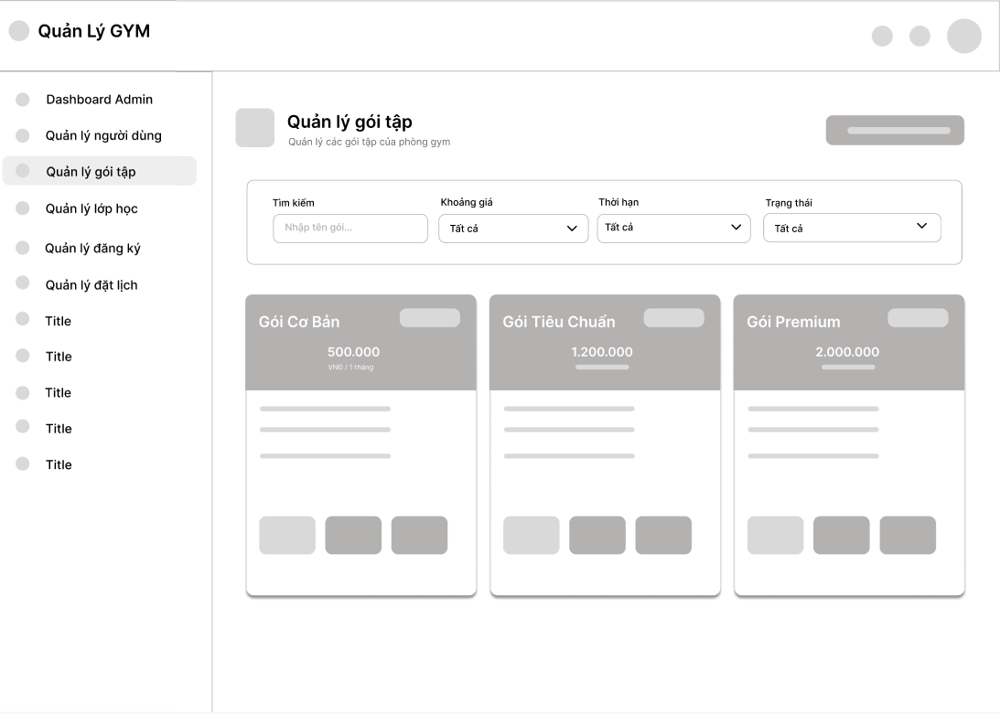 Quản Lý GYM
Dashboard Admin
Quản lý người dùng
Quản lý gói tập
Quản lý lớp học
Quản lý đăng ký
Quản lý đặt lịch
Title
Title
Title
Title
Title
Quản lý gói tập
Quản lý các gói tập của phòng gym
Tìm kiếm
Khoảng giá
Thời hạn
Trạng thái
Nhập tên gói...
Tất cả
Tất cả
Tất cả
Gói Cơ Bản
500.000
VNĐ / 1 tháng
Gói Tiêu Chuẩn
1.200.000
Gói Premium
2.000.000